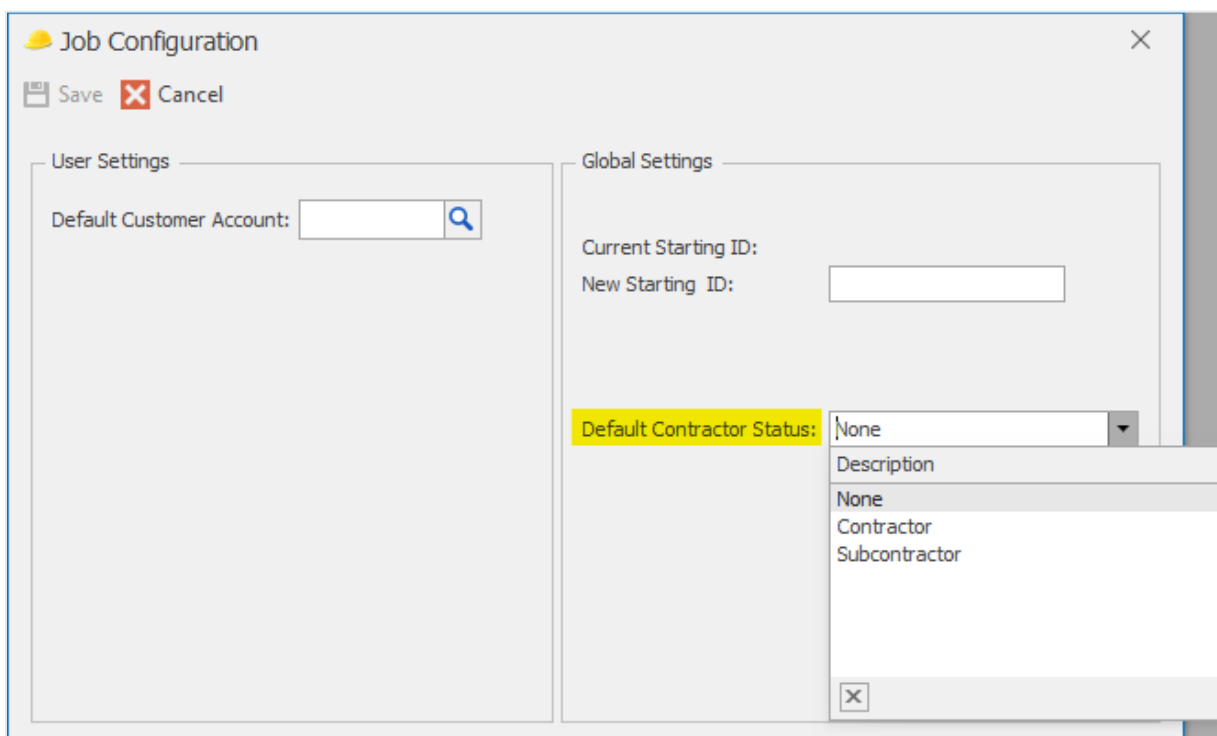 Job Configuration
Save Cancel
User Settings
Default Customer Account:
Global Settings
Current Starting ID:
New Starting  ID:
Default Contractor Status: None
Description
None
Contractor
Subcontractor